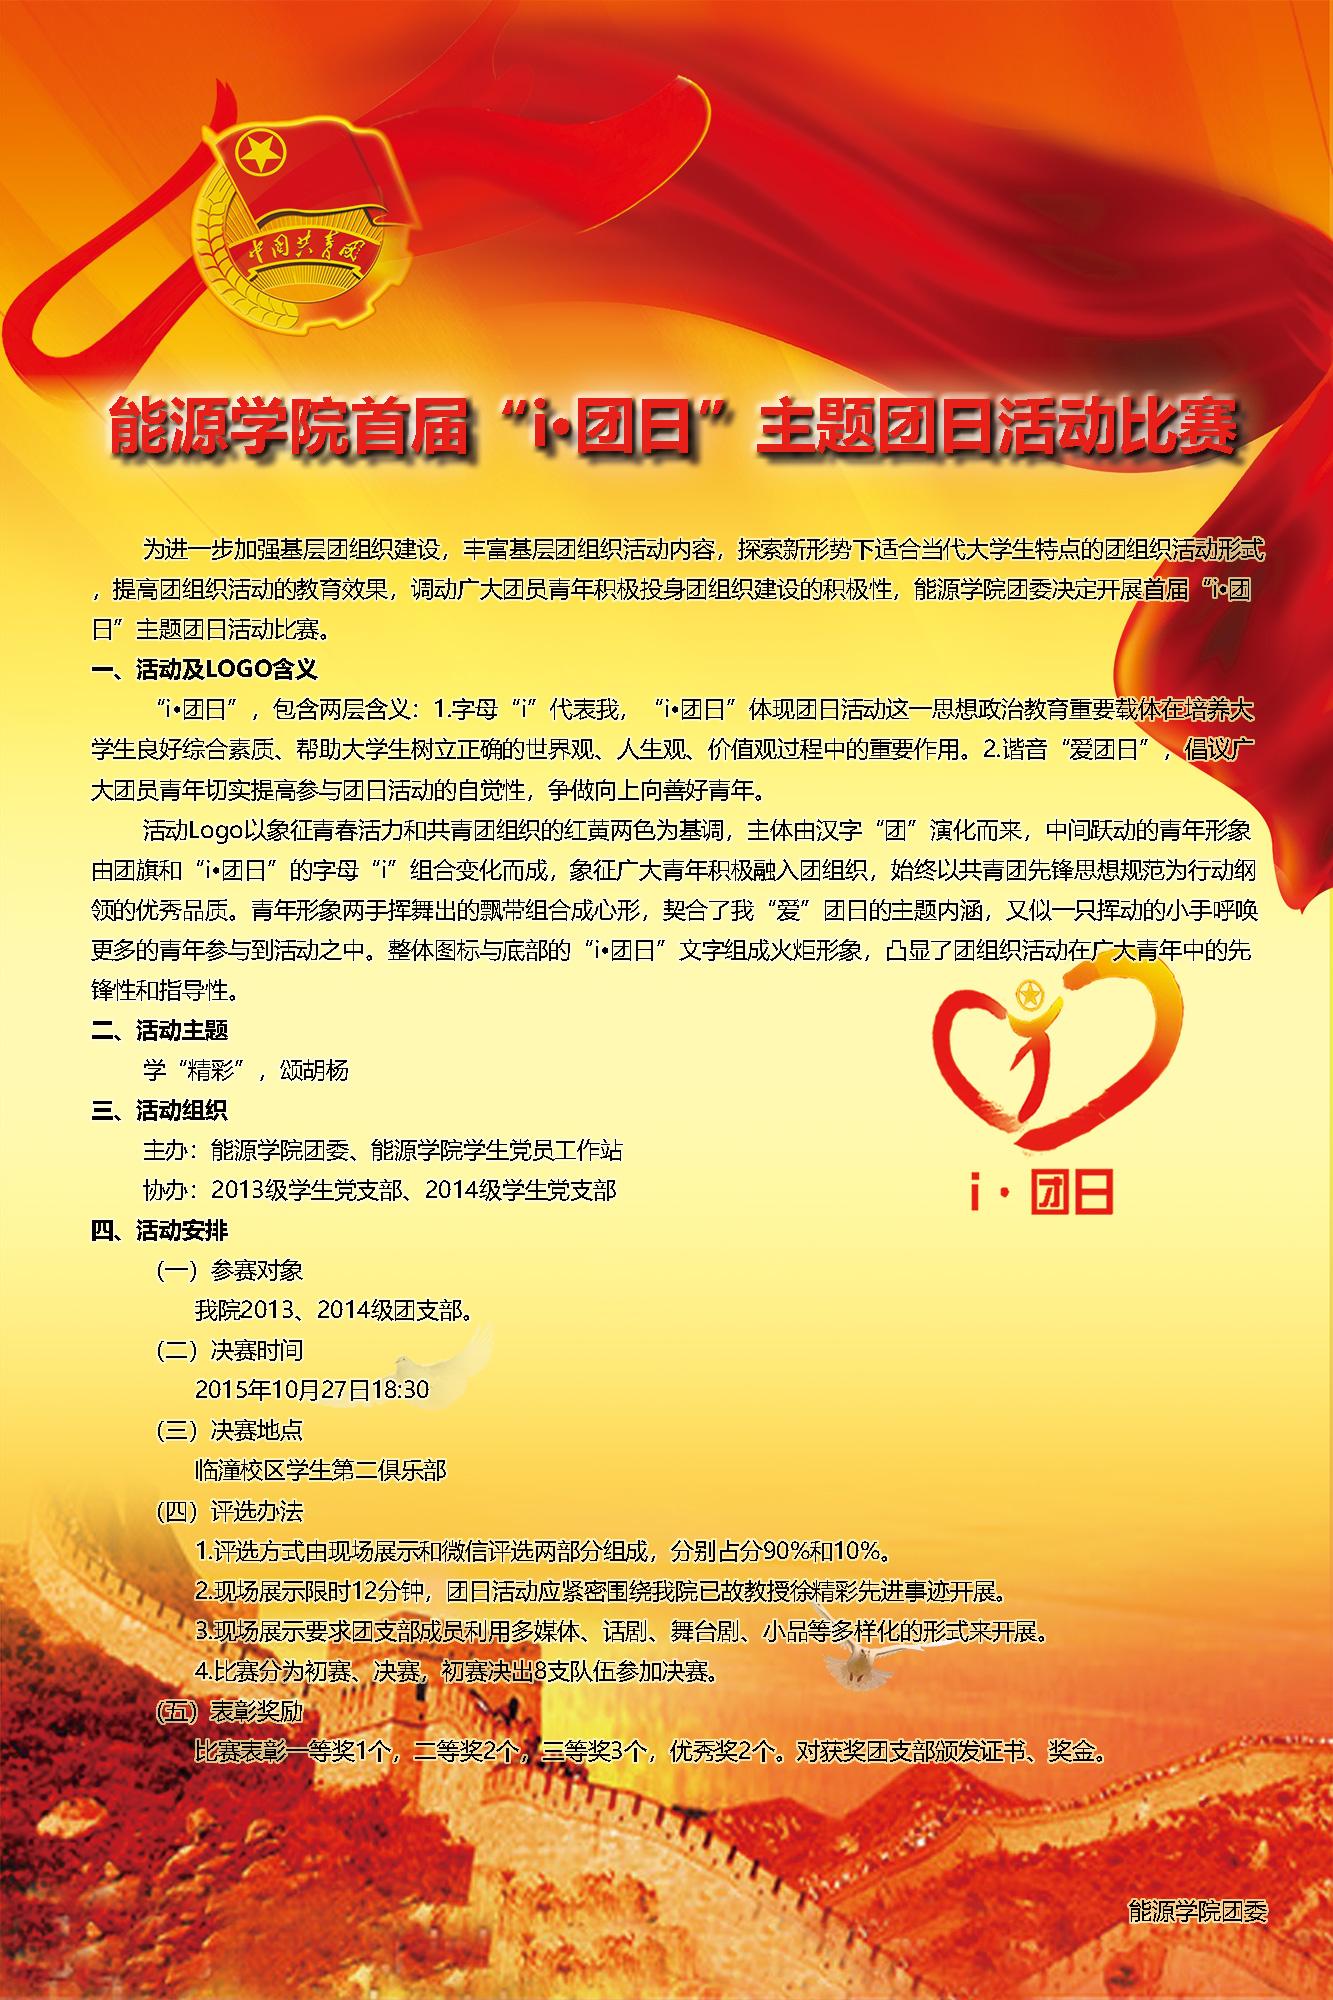 中国共青团
能源学院首届“i•团日”主题团日活动比赛
为进一步加强基层团组织建设，丰富基层团组织活动内容，探索新形势下适合当代大学生特点的团组织活动形式
，提高团组织活动的教育效果，调动广大团员青年积极投身团组织建设的积极性，能源学院团委决定开展首届“i•团
日”主题团日活动比赛。
一、活动及LOGO含义
“i•团日”，包含两层含义：1.字母“i”代表我，“i•团日”体现团日活动这一思想政治教育重要载体在培养大
学生良好综合素质、帮助大学生树立正确的世界观、人生观、价值观过程中的重要作用。2.谐音“爱团日”，倡议广
大团员青年切实提高参与团日活动的自觉性，争做向上向善好青年。
活动Logo以象征青春活力和共青团组织的红黄两色为基调，主体由汉字“团”演化而来，中间跃动的青年形象
由团旗和“i•团日”的字母“i”组合变化而成，象征广大青年积极融入团组织，始终以共青团先锋思想规范为行动纲
领的优秀品质。青年形象两手挥舞出的飘带组合成心形，契合了我“爱”团日的主题内涵，又似一只挥动的小手呼唤
更多的青年参与到活动之中。整体图标与底部的“i•团日”文字组成火炬形象，凸显了团组织活动在广大青年中的先
锋性和指导性。
二、活动主题
学“精彩”，颂胡杨
三、活动组织
主办：能源学院团委、能源学院学生党员工作站
协办：2013级学生党支部、2014级学生党支部
i·团日
四、活动安排
（一）参赛对象
我院2013、2014级团支部。
（二）决赛时间
2015年10月27日18:30
（三）决赛地点
临潼校区学生第二俱乐部
（四）评选办法
1.评选方式由现场展示和微信评选两部分组成，分别占分90%和10%。
2.现场展示限时12分钟，团日活动应紧密围绕我院已故教授徐精彩先进事迹开展。
3.现场展示要求团支部成员利用多媒体、话剧、舞台剧、小品等多样化的形式来开展。
4.比赛分为初赛、决赛，初赛决出8支队伍参加决赛。
（五）表彰奖励
比赛表彰一等奖1个，二等奖2个，三等奖3个，优秀奖2个。对获奖团支部颁发证书、奖金。
能源学院团委